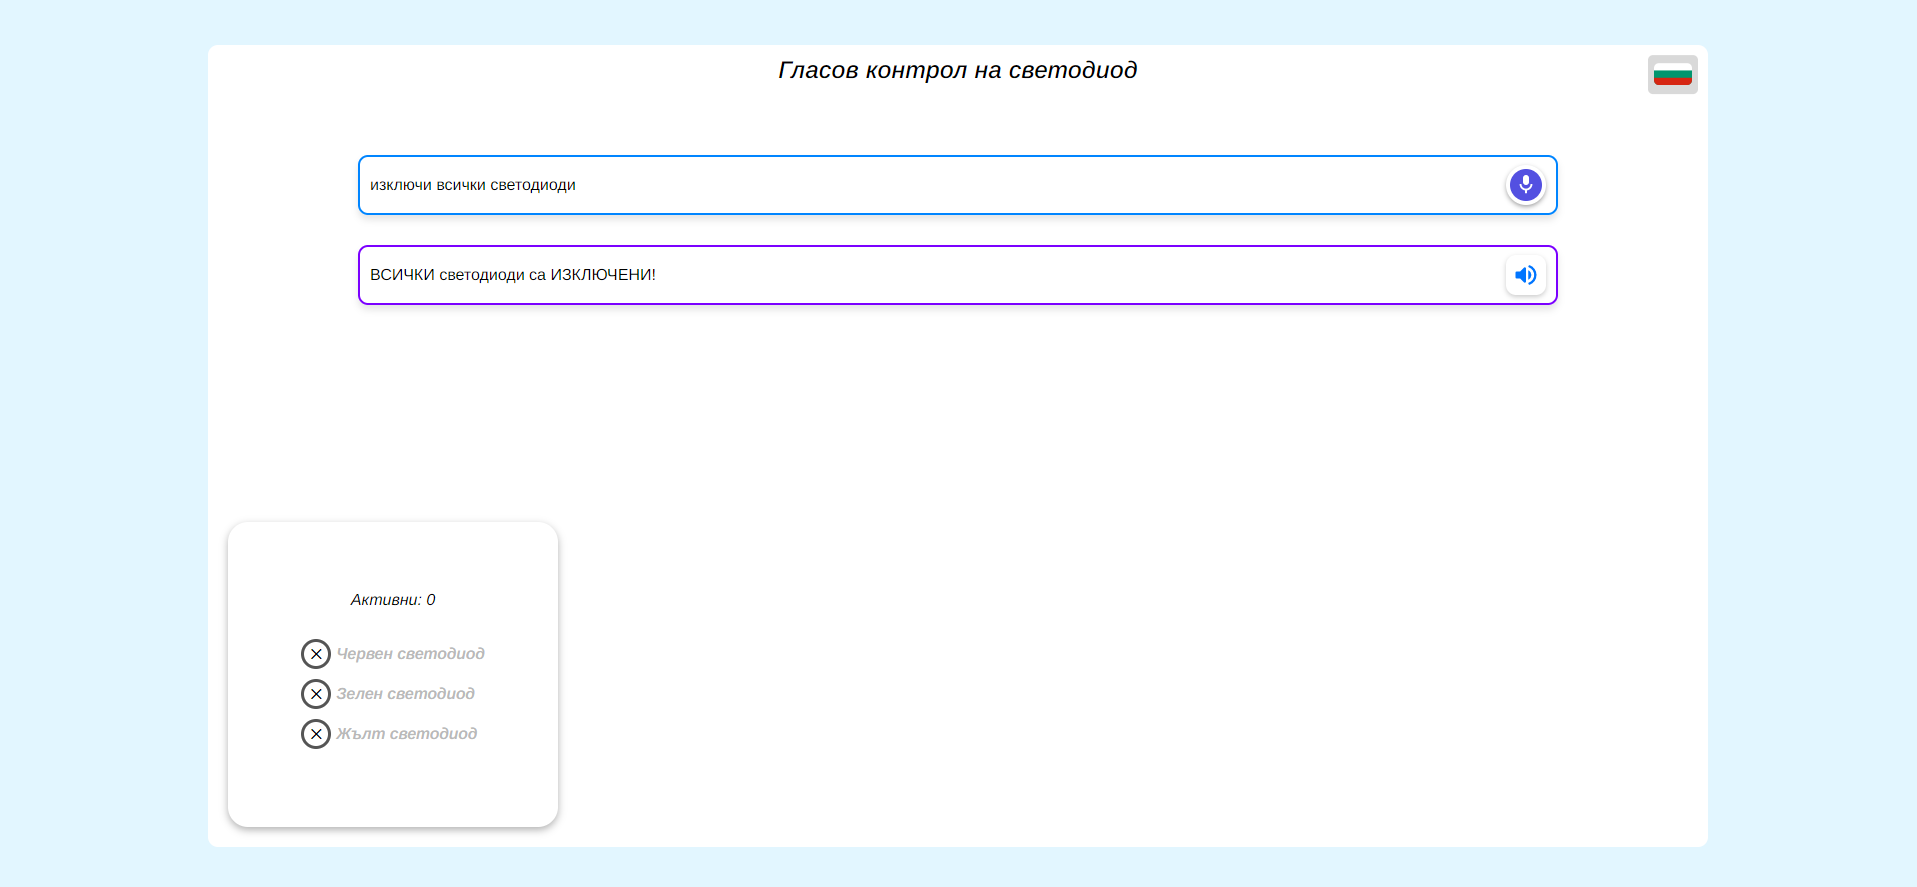 Гласов контрол на светодиод
изключи всички светодиоди
ВСИЧКИ светодиоди са ИЗКЛЮЧЕНИ!
Активни: 0
Червен светодиод
Зелен светодиод
Жълт светодиод